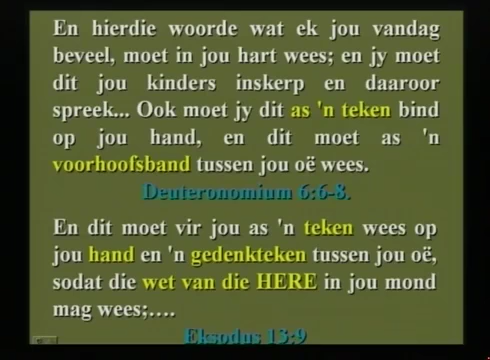 En hierdie woorde wat ek jou vandag
beveel, moet in jou hart wees; en jy moet
dit jou kinders inskerp en daaroor
spreek... Ook moet jy dit as 'n teken bind
op jou hand, en dit moet as 'n
voorhoofsband tussen jou oë wees.
Deuteronomium 6:6-8.
En dit moet vir jou as 'n teken wees op
jou hand en 'n gedenkteken tussen jou oë,
sodat die wet van die HERE in jou mond
mag wees;....
Eksodus 13:9